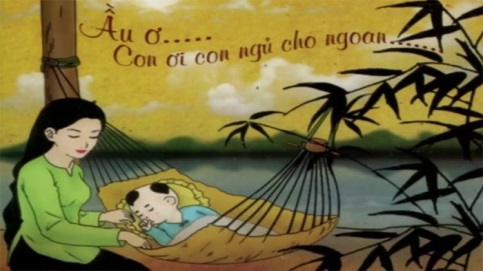 Ầu ơ.....
Con ơi con ngủ cho ngoan........